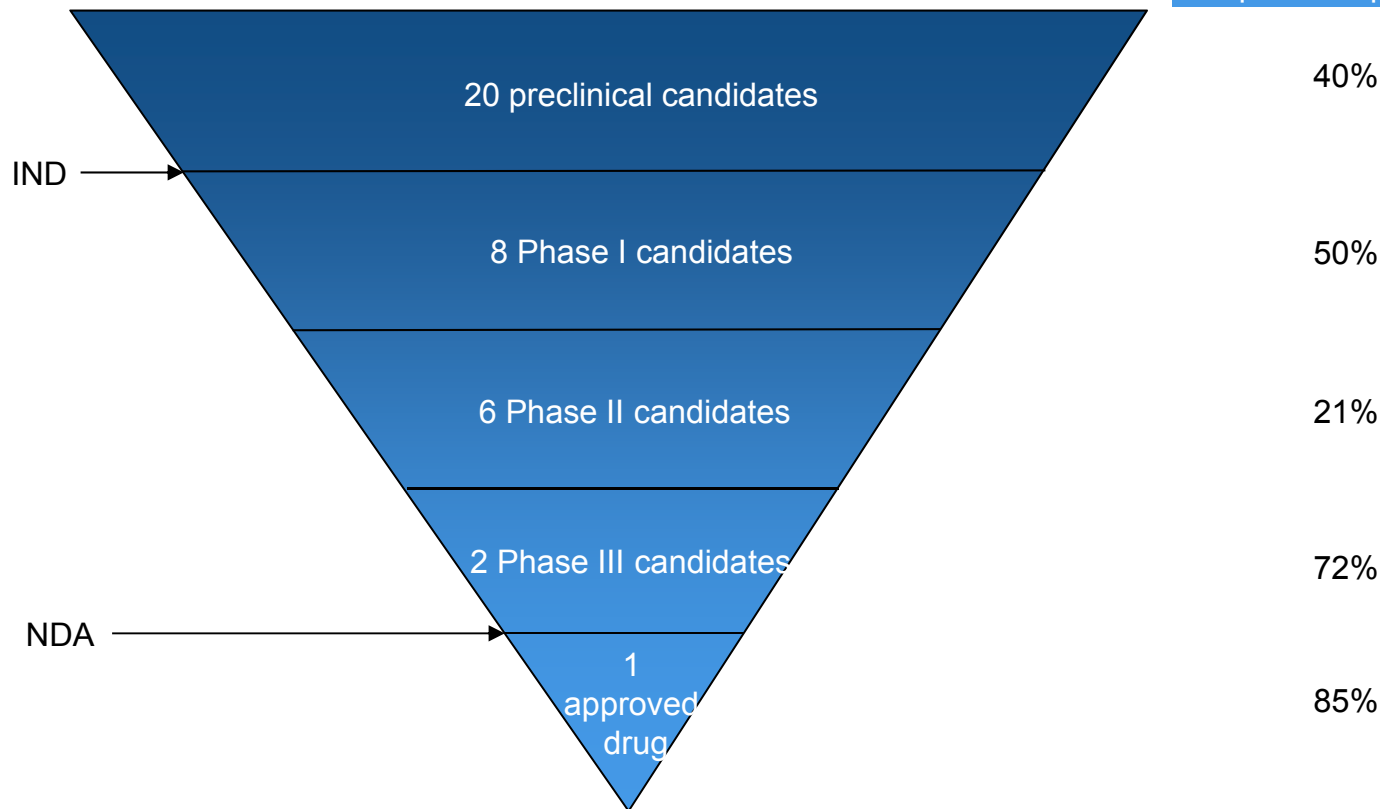 20 preclinical candidates
40%
IND
8 Phase I candidates
50%
6 Phase II candidates
21%
2 Phase III candidates
72%
NDA
1
approved
drug
85%